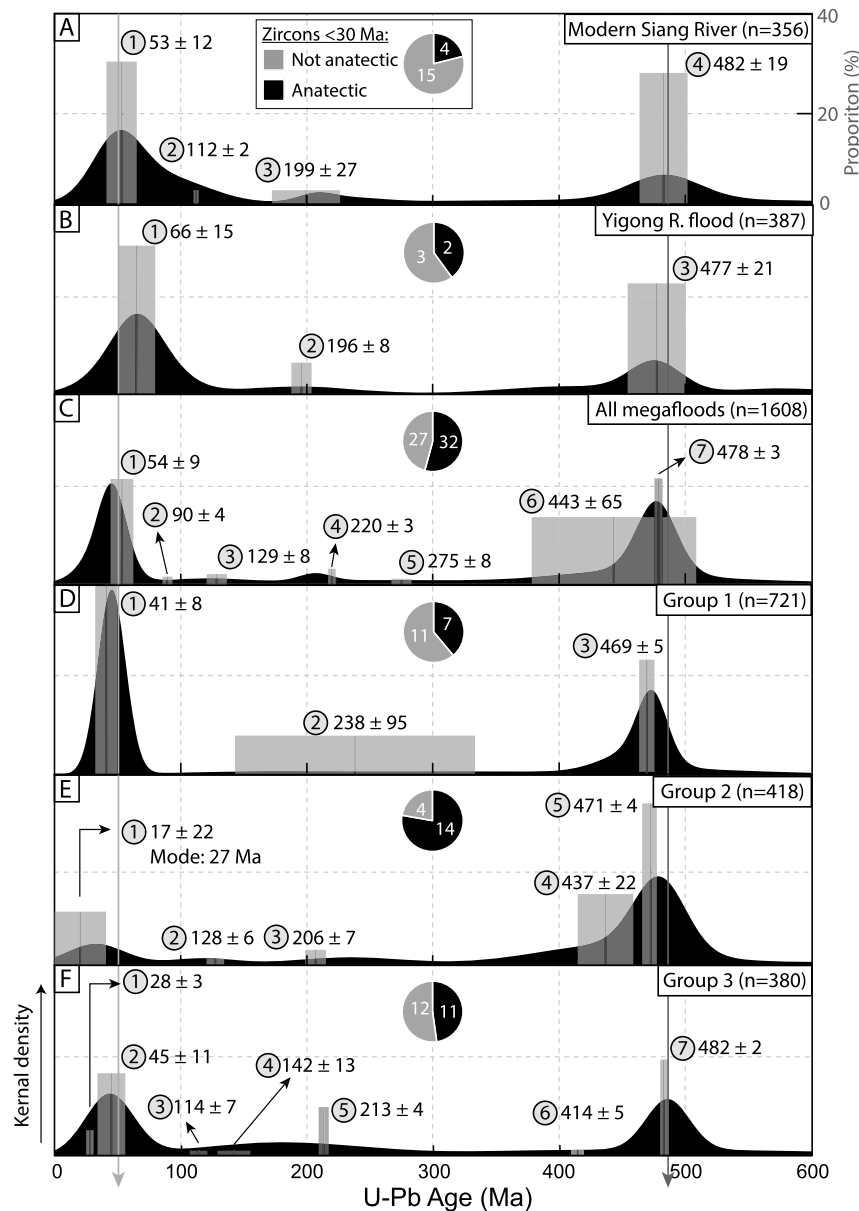 A
Modern Siang River (n=356)
40
20
0
Proporiton (%)
Zircons <30 Ma:
Not anatectic
Anatectic
4
15
1 53 ± 12
2 112 ± 2
3 199 ± 27
4 482 ± 19
B
Yigong R. flood (n=387)
1 66 ± 15
2
3
2 196 ± 8
3 477 ± 21
C
All megafloods (n=1608)
27
32
1 54 ± 9
2 90 ± 4
3 129 ± 8
4 220 ± 3
5 275 ± 8
6 443 ± 65
7 478 ± 3
D
Group 1 (n=721)
1 41 ± 8
7
11
2 238 ± 95
3 469 ± 5
E
Group 2 (n=418)
4
14
1 17 ± 22
Mode: 27 Ma
2 128 ± 6
3 206 ± 7
4 437 ± 22
5 471 ± 4
F
Group 3 (n=380)
12
11
1 28 ± 3
2 45 ± 11
3 114 ± 7
4 142 ± 13
5 213 ± 4
6 414 ± 5
7 482 ± 2
Kernal density
0 100 200 300 400 500 600
U-Pb Age (Ma)